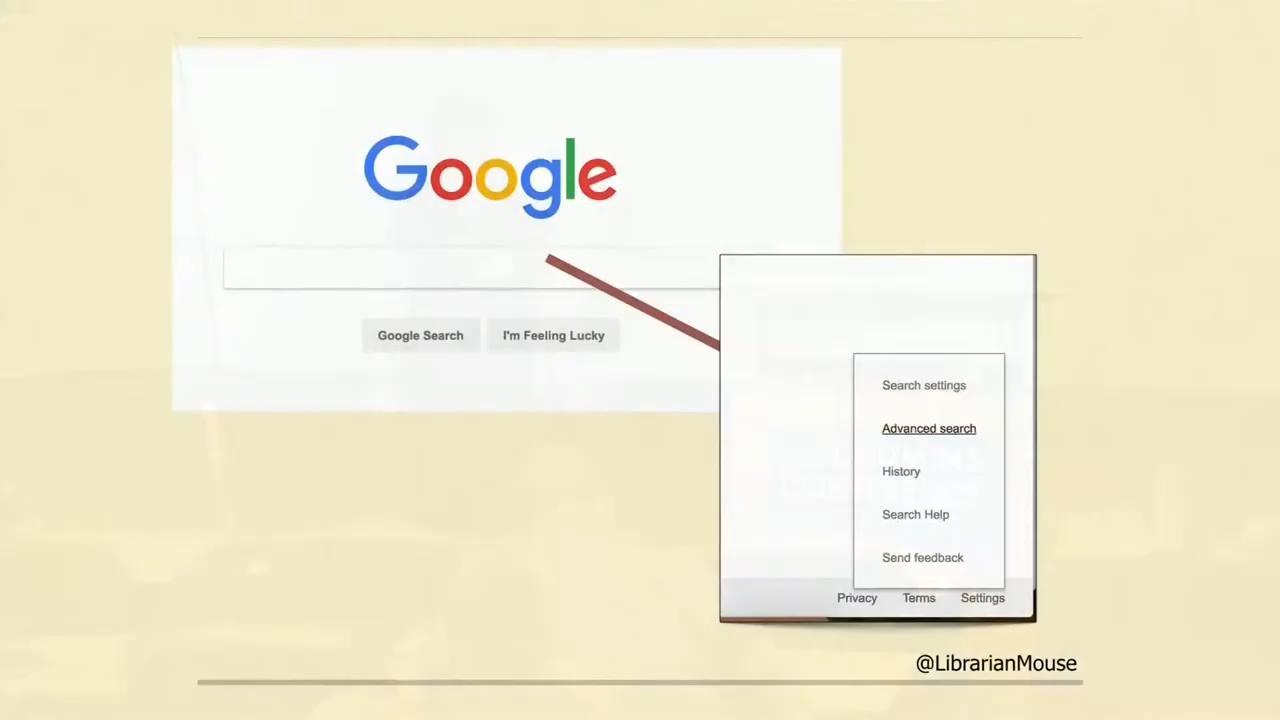 Google
Google Search
I'm Feeling Lucky
Search settings
Advanced search
History
Search Help
Send feedback
Privacy Terms Settings
@LibrarianMouse